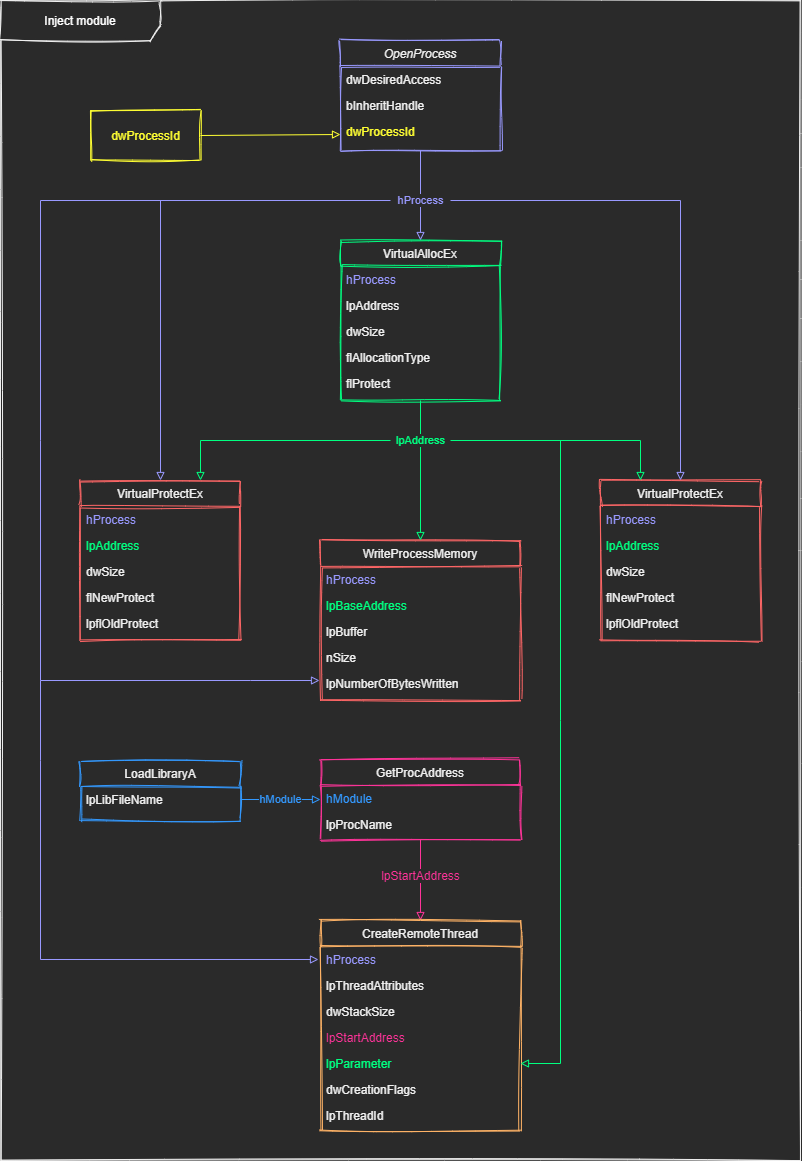 Inject module
OpenProcess
dwDesiredAccess
bInheritHandle
dwProcessId
dwProcessId
hProcess
VirtualAllocEx
hProcess
lpAddress
dwSize
flAllocationType
flProtect
lpAddress
VirtualProtectEx
hProcess
lpAddress
dwSize
flNewProtect
lpflOldProtect
WriteProcessMemory
hProcess
lpBaseAddress
lpBuffer
nSize
lpNumberOfBytesWritten
VirtualProtectEx
hProcess
lpAddress
dwSize
flNewProtect
lpflOldProtect
LoadLibraryA
lpLibFileName
hModule
GetProcAddress
hModule
lpProcName
lpStartAddress
CreateRemoteThread
hProcess
lpThreadAttributes
dwStackSize
lpStartAddress
lpParameter
dwCreationFlags
lpThreadId